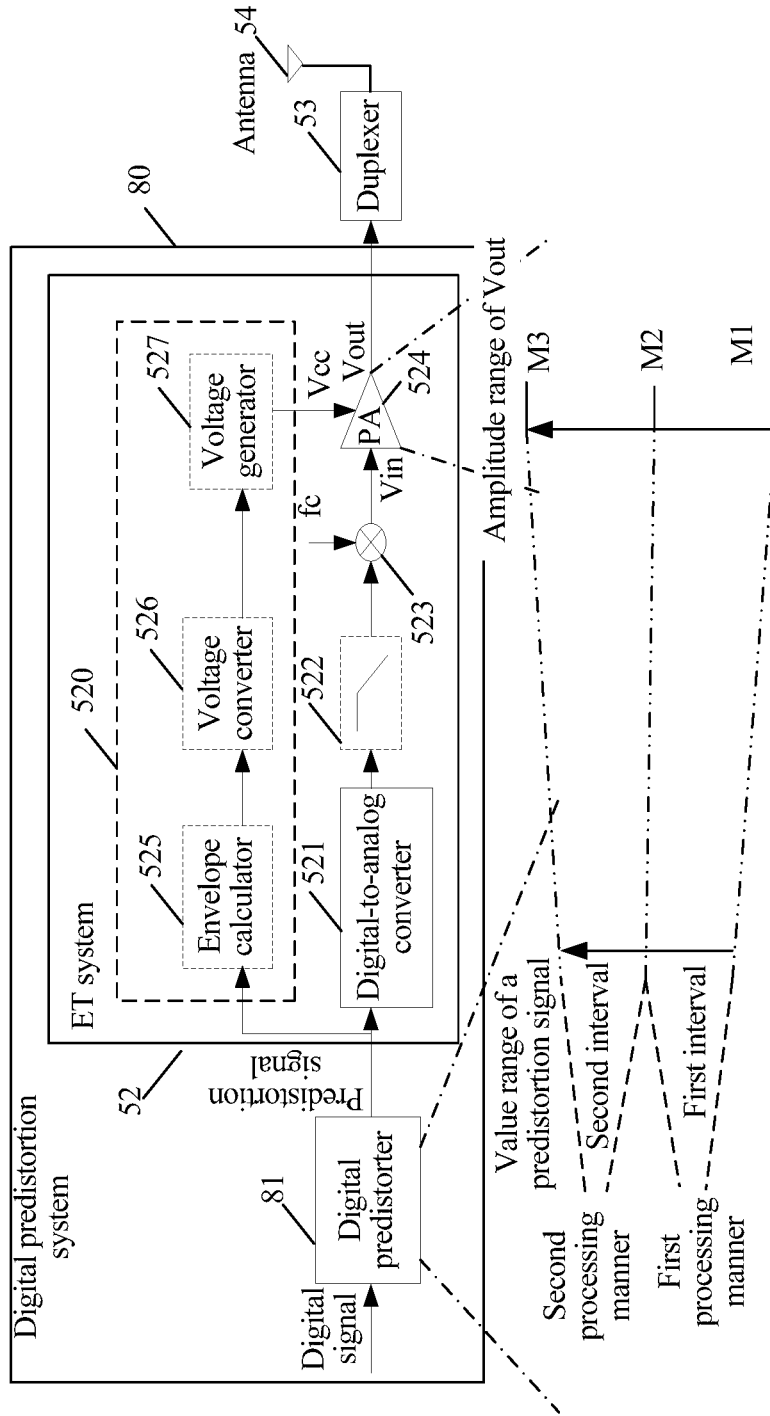 Digital predistortion
system
80
Antenna
54
52
ET system
520
525
526
527
Envelope
calculator
Voltage
converter
Voltage
generator
Vcc
Vout
53
Duplexer
81
Digital
signal
Digital
predistorter
Predistortion
signal
521
Digital-to-analog
converter
522
fc
523
Vin
PA
524
Value range of a
predistortion signal
Amplitude range of Vout
Second
processing
manner
Second interval
First
processing
manner
First interval
M3
M2
M1